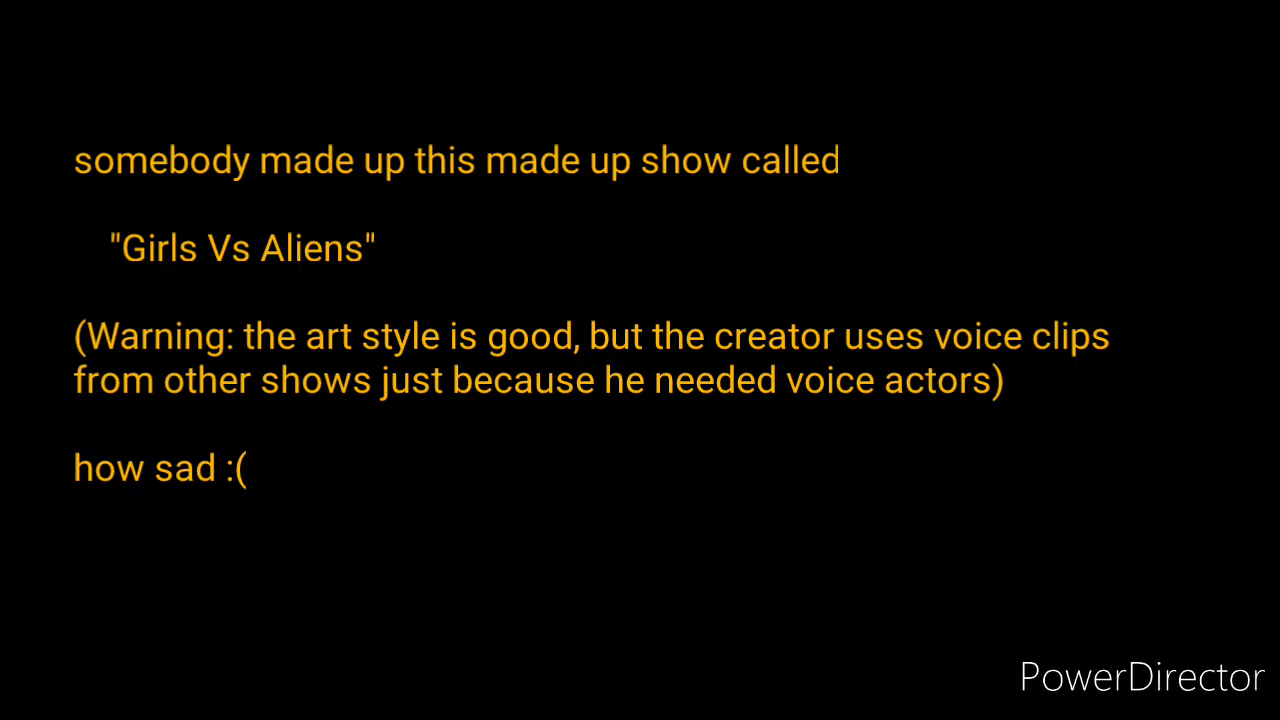 somebody made up this made up show called
"Girls Vs Aliens"
(Warning: the art style is good, but the creator uses voice clips
from other shows just because he needed voice actors)
how sad :(
PowerDirector